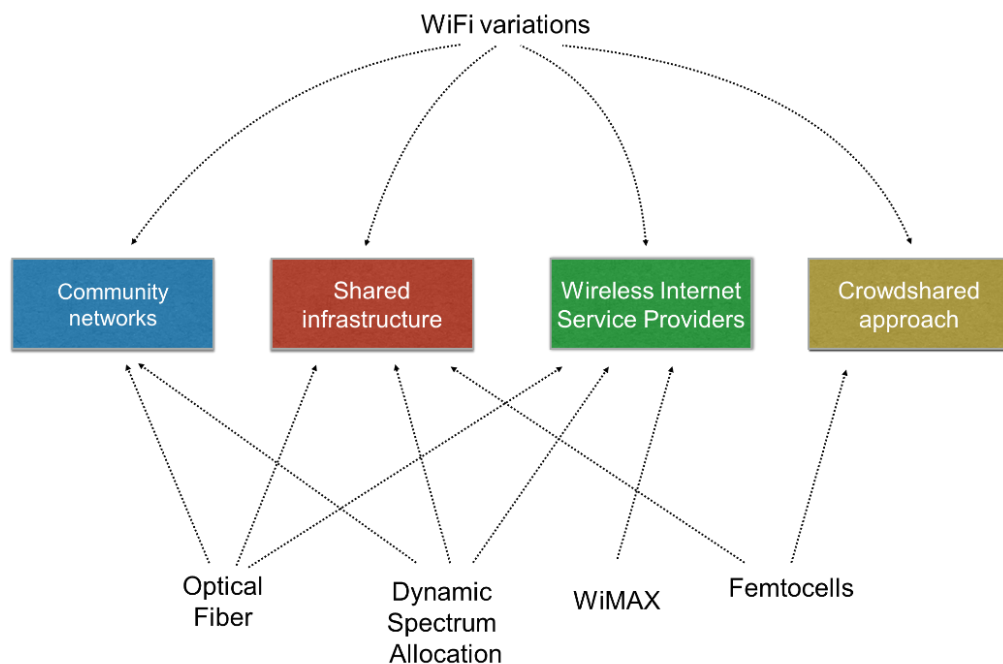 WiFi variations
Community
networks
Shared
infrastructure
Wireless Internet
Service Providers
Crowdshared
approach
Optical
Fiber
Dynamic
Spectrum
Allocation
WiMAX
Femtocells